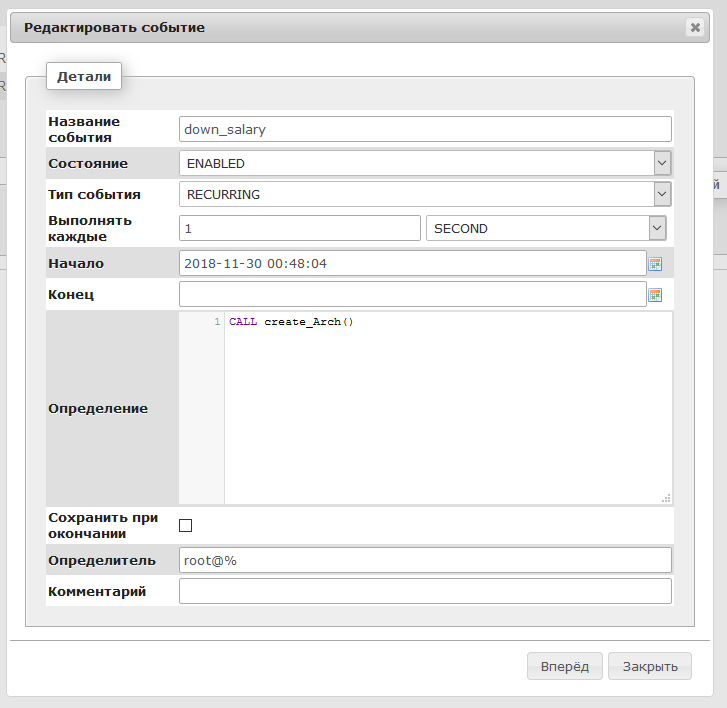 Редактировать событие
R
R
Детали
Название
события
down_salary
Состояние
ENABLED
й
Тип события
RECURRING
Выполнять
каждые
1
SECOND
Начало
2018-11-30 00:48:04
Конец
1 CALL create_Arch()
Определение
Сохранить при
окончании
Определитель
root@%
Комментарий
Вперёд
Закрыть